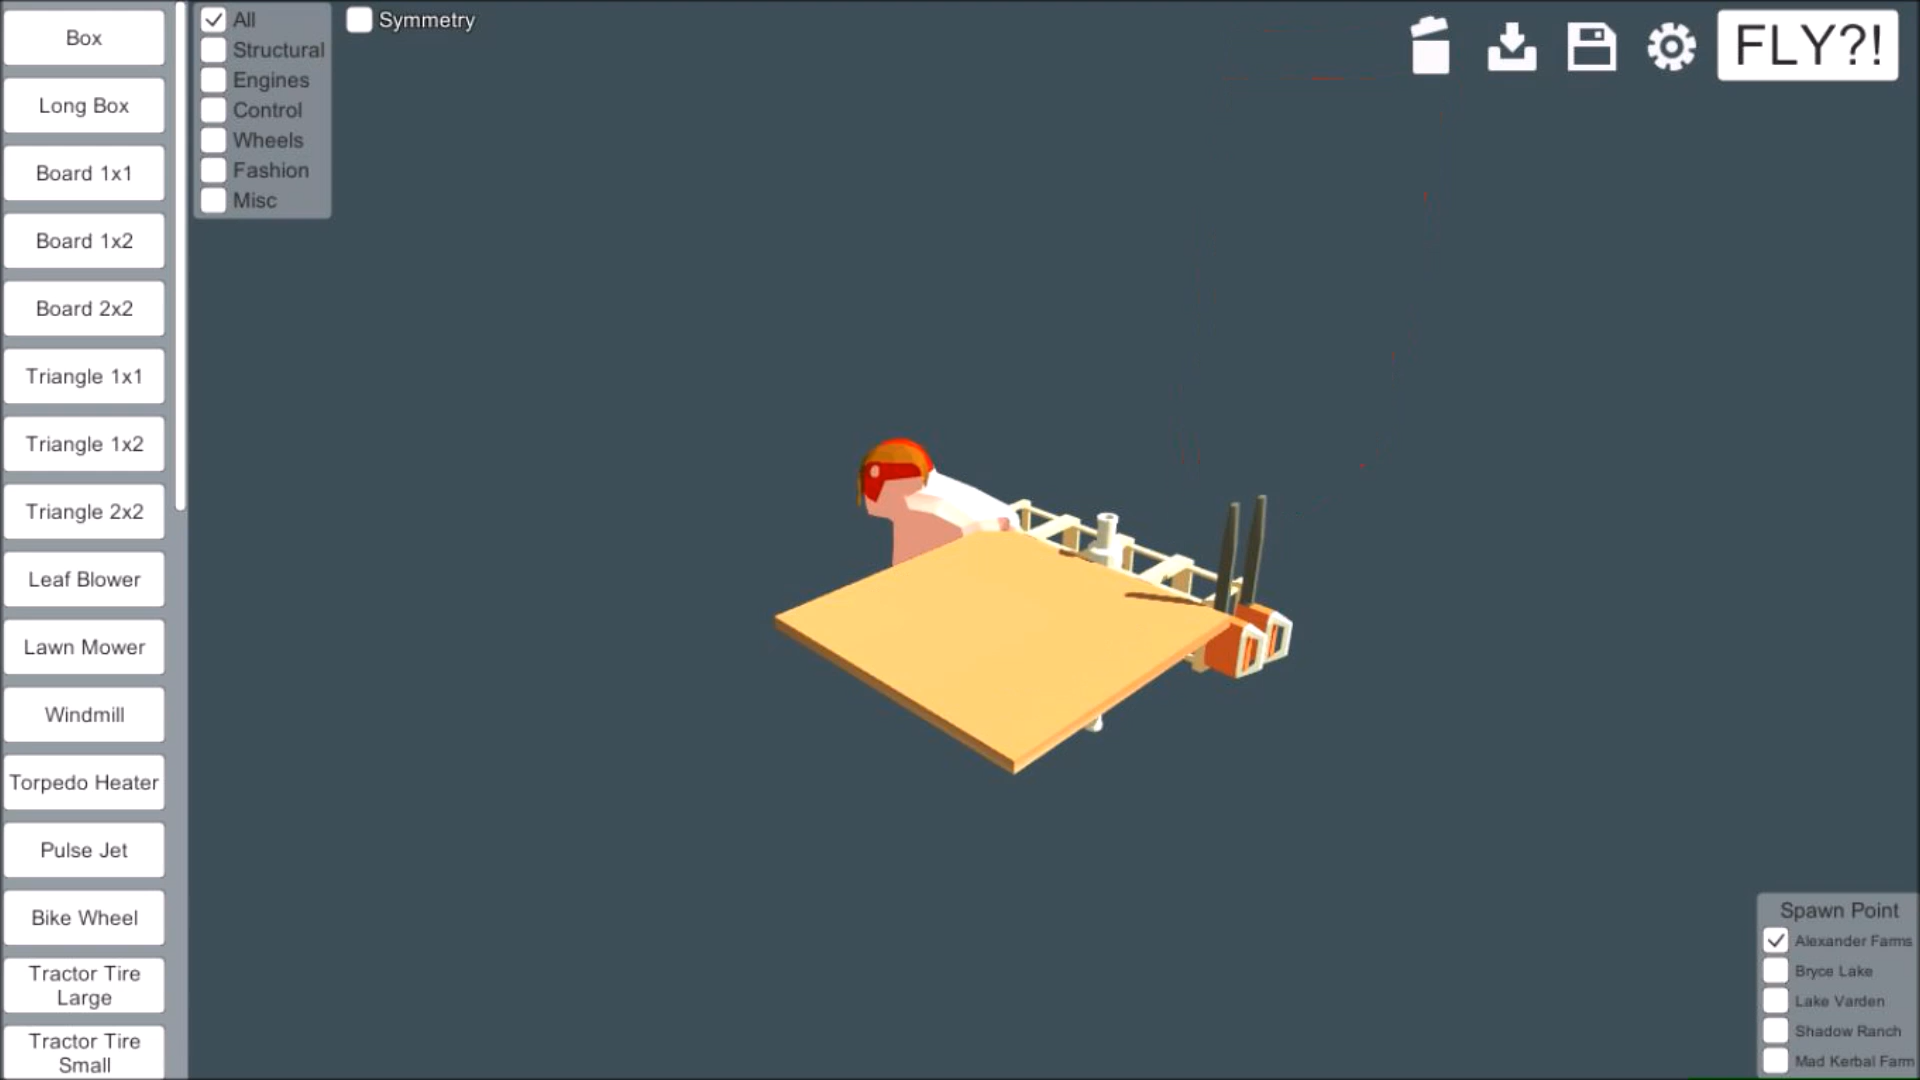 Box
Long Box
Board 1x1
Board 1x2
Board 2x2
Triangle 1x1
Triangle 1x2
Triangle 2x2
Leaf Blower
Lawn Mower
Windmill
Torpedo Heater
Pulse Jet
Bike Wheel
Tractor Tire
Large
Tractor Tire
Small
All
Structural
Engines
Control
Wheels
Fashion
Misc
Symmetry
FLY?!
Spawn Point
Alexander Farms
Bryce Lake
Lake Varden
Shadow Ranch
Mad Kerbal Farm